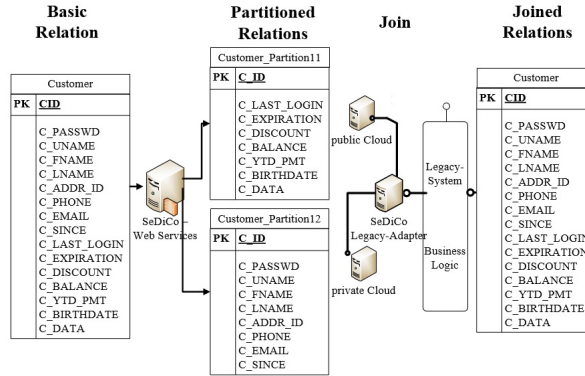 Basic
Relation
Partitioned
Relations
Join
Joined
Relations
Customer
PK CID
C_PASSWD
C_UNAME
C_FNAME
C_LNAME
C_ADDR_ID
C_PHONE
C_EMAIL
C_SINCE
C_LAST_LOGIN
C_EXPIRATION
C_DISCOUNT
C_BALANCE
C_YTD_PMT
C_BIRTHDATE
C_DATA
SeDiCo –
Web Services
Customer_Partition11
PK C_ID
C_LAST_LOGIN
C_EXPIRATION
C_DISCOUNT
C_BALANCE
C_YTD_PMT
C_BIRTHDATE
C_DATA
Customer_Partition12
PK C_ID
C_PASSWD
C_UNAME
C_FNAME
C_LNAME
C_ADDR_ID
C_PHONE
C_EMAIL
C_SINCE
public Cloud
SeDiCo
Legacy-Adapter
private Cloud
Legacy-
System
Business
Logic
Customer
PK CID
C_PASSWD
C_UNAME
C_FNAME
C_LNAME
C_ADDR_ID
C_PHONE
C_EMAIL
C_SINCE
C_LAST_LOGIN
C_EXPIRATION
C_DISCOUNT
C_BALANCE
C_YTD_PMT
C_BIRTHDATE
C_DATA